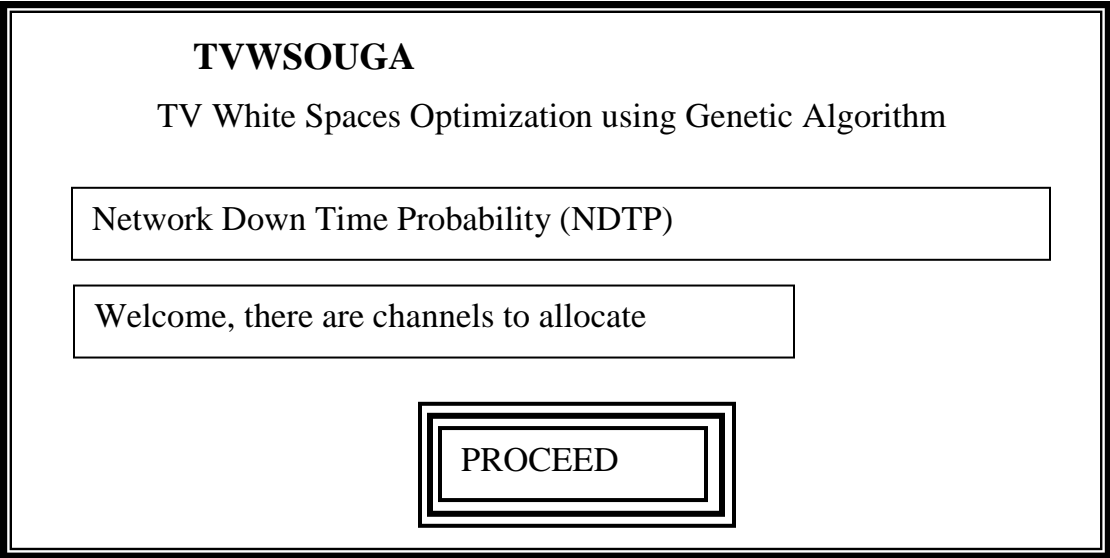 TVWSOUGA
TV White Spaces Optimization using Genetic Algorithm
Network Down Time Probability (NDTP)
Welcome, there are channels to allocate
PROCEED